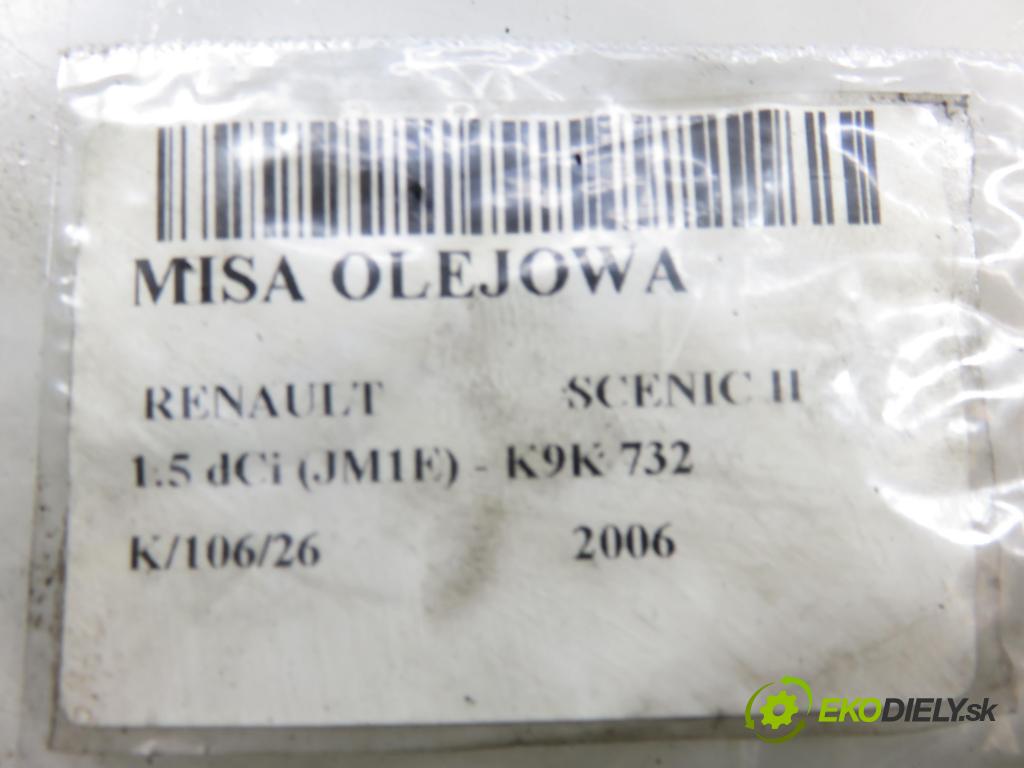 MISA OLEJOWA
RENAULT SCENIC II
1.5 dCi (JM1E) - K9K 732
K/106/26 2006
EKODIELY.sk